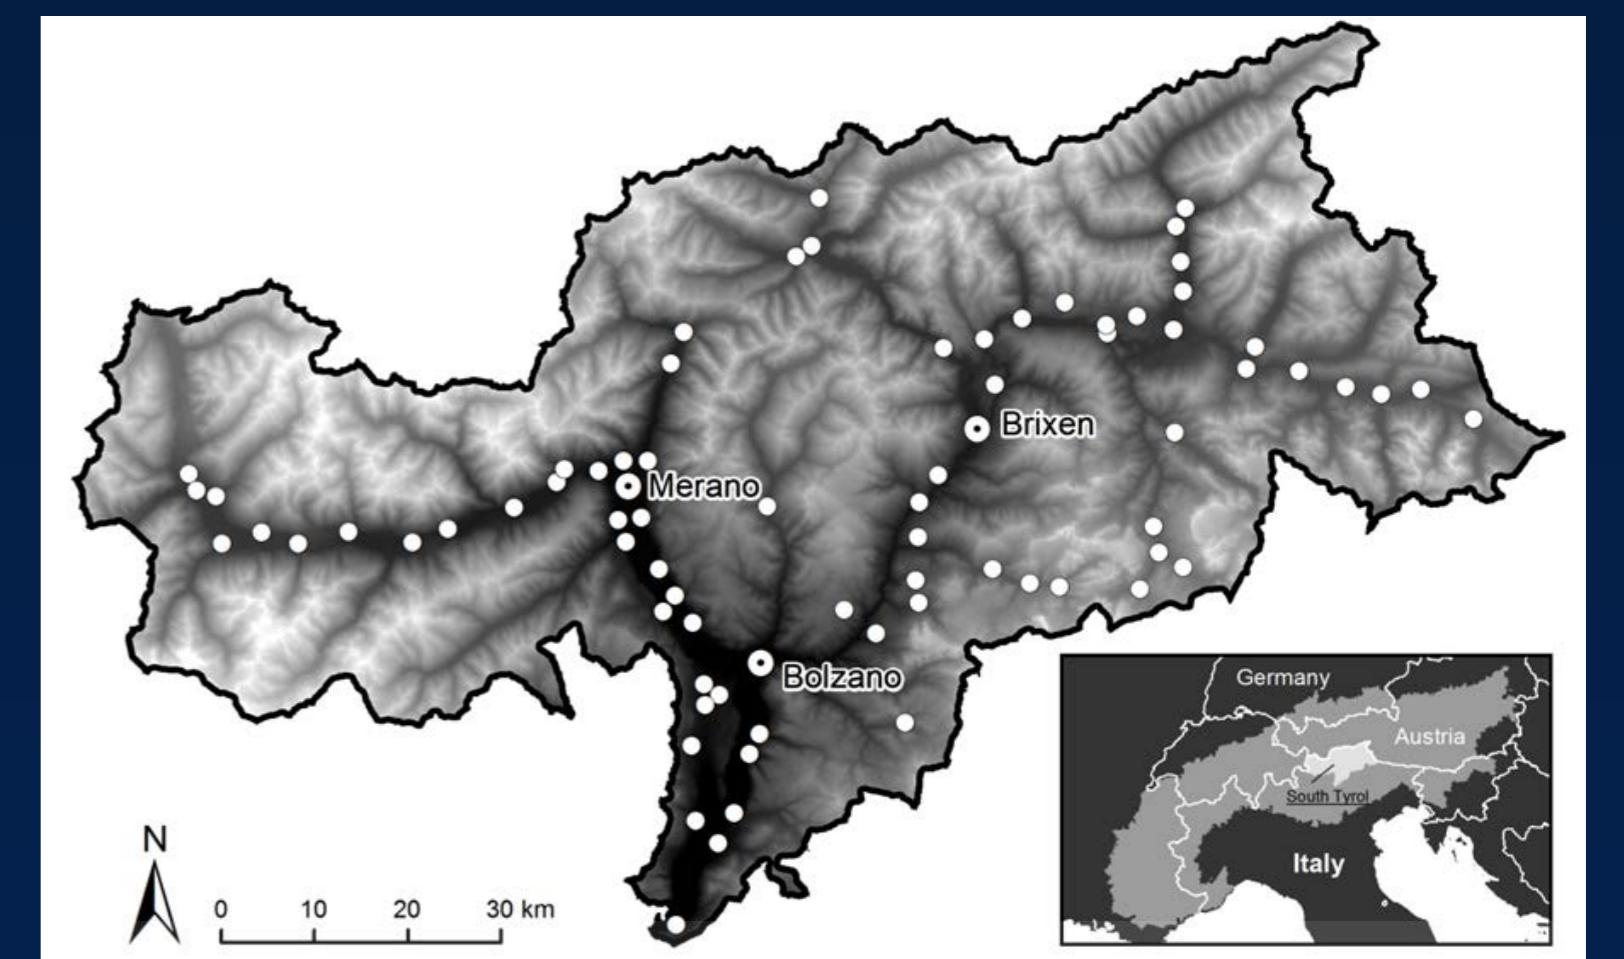 Brixen
Merano
Bolzano
Germany
Austria
South Tyrol
Italy
N
0 10 20 30 km